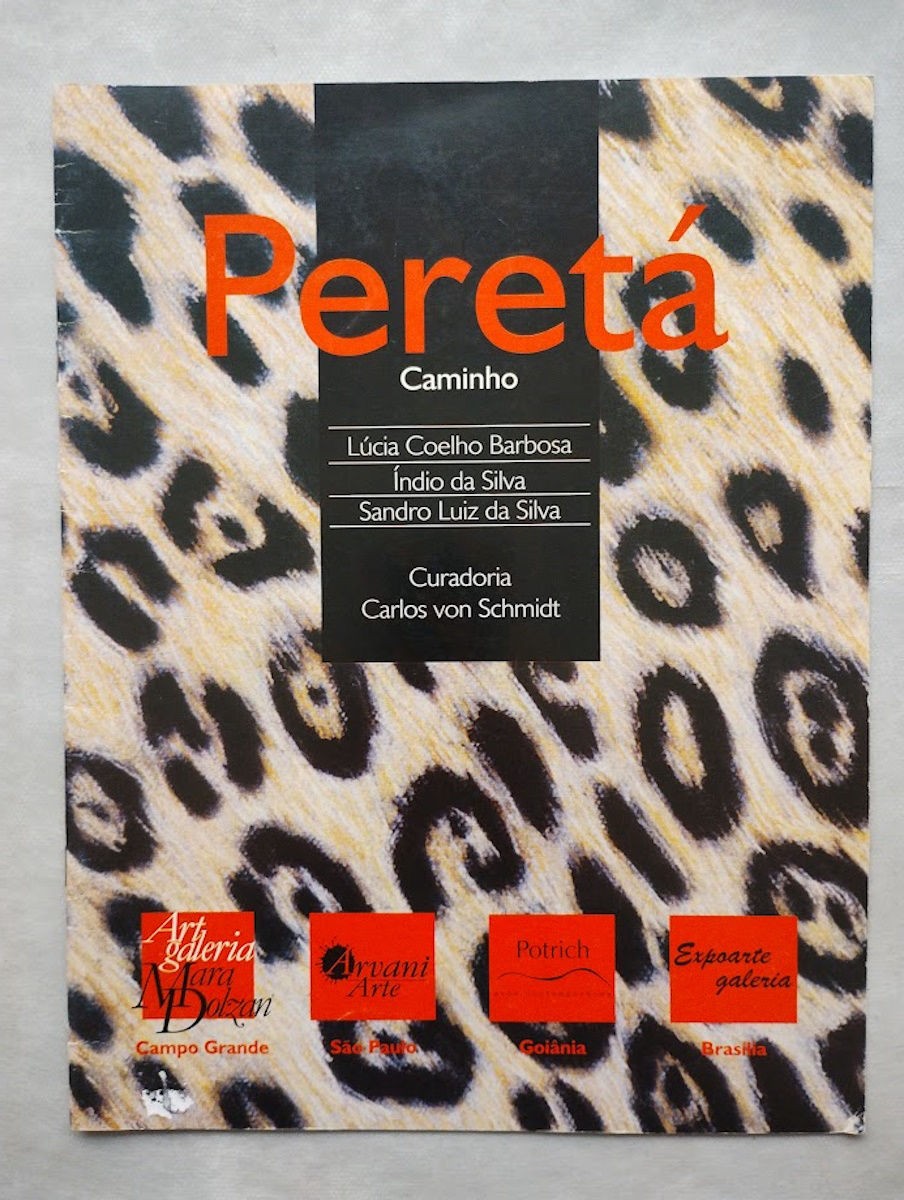 Peretá
Caminho
Lúcia Coelho Barbosa
Índio da Silva
Sandro Luiz da Silva
Curadoria
Carlos von Schmidt
Art
galeria
Mara
Dolzan
Campo Grande
Arvani
Arte
São Paulo
Potrich
Goiânia
Expoarte
galeria
Brasília